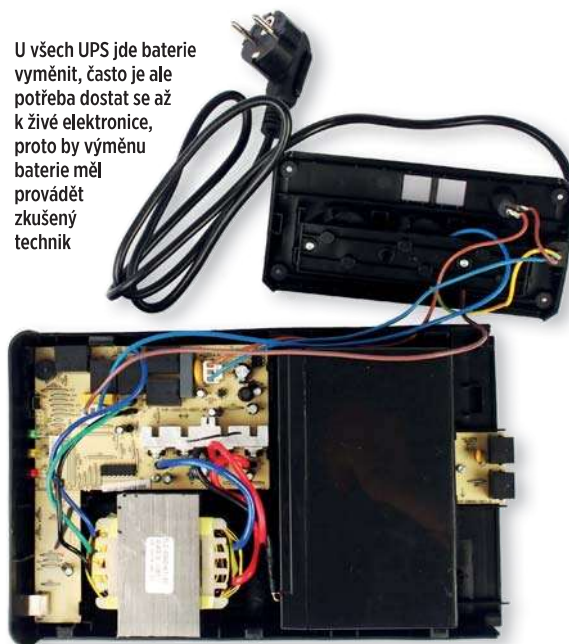 U všech UPS jde baterie
vyměnit, často je ale
potřeba dostat se až
k živé elektronice,
proto by výměnu
baterie měl
provádět
zkušený
technik